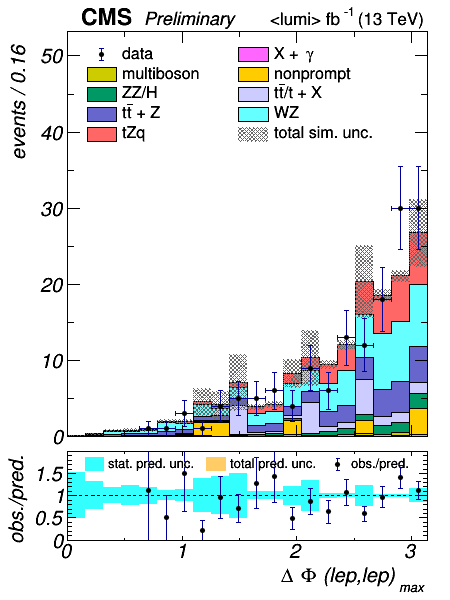 CMS Preliminary <lumi> fb⁻¹ (13 TeV)
events / 0.16
50
40
30
20
10
0
data
multiboson
ZZ/H
tt̄ + Z
tZq
X + γ
nonprompt
tt̄/t + X
WZ
total sim. unc.
obs./pred.
1.5
1
0.5
0
stat. pred. unc. total pred. unc. obs./pred.
0 1 2 3
Δ Φ (lep,lep) max